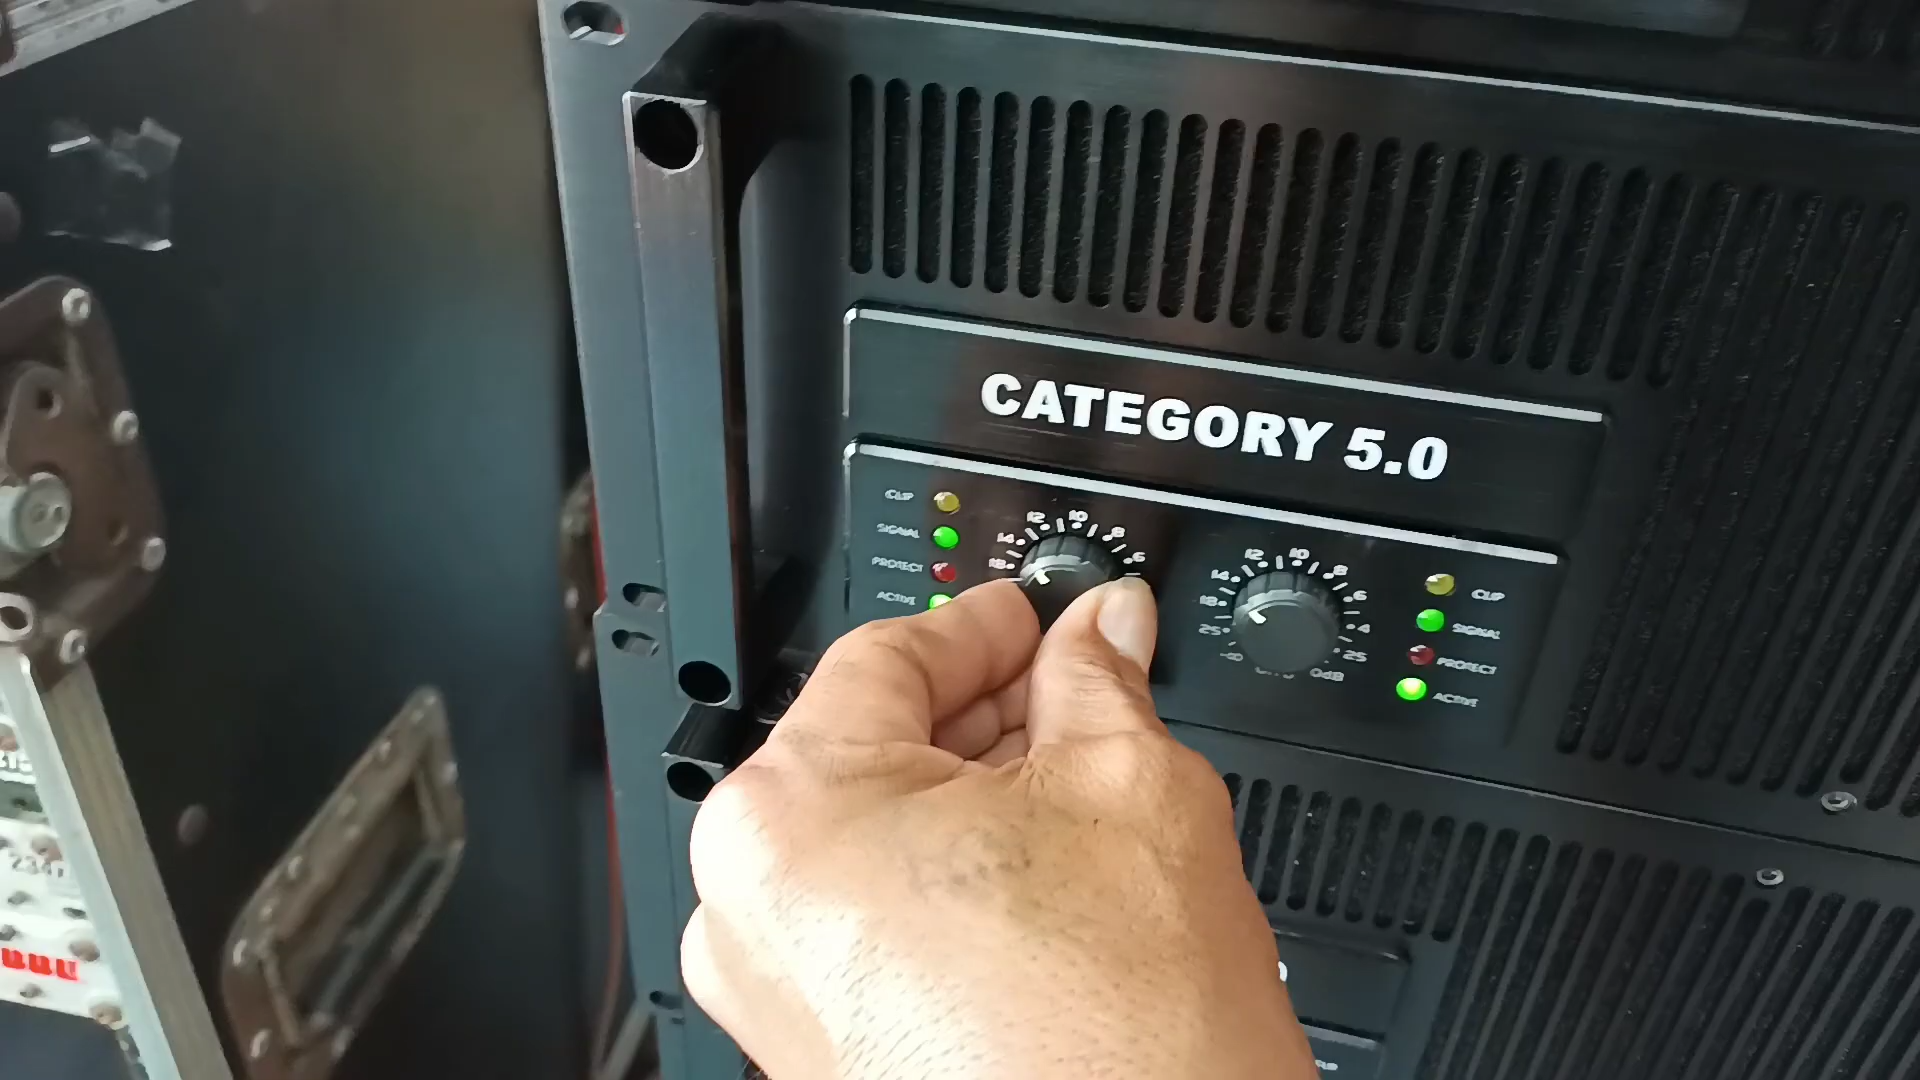 CATEGORY 5.0
CLIP
SIGNAL
PROTECT
ACTIVE
18 14 12 10 8 6
25 18 14 12 10 8 6 4 25
0dB
CLIP
SIGNAL
PROTECT
ACTIVE